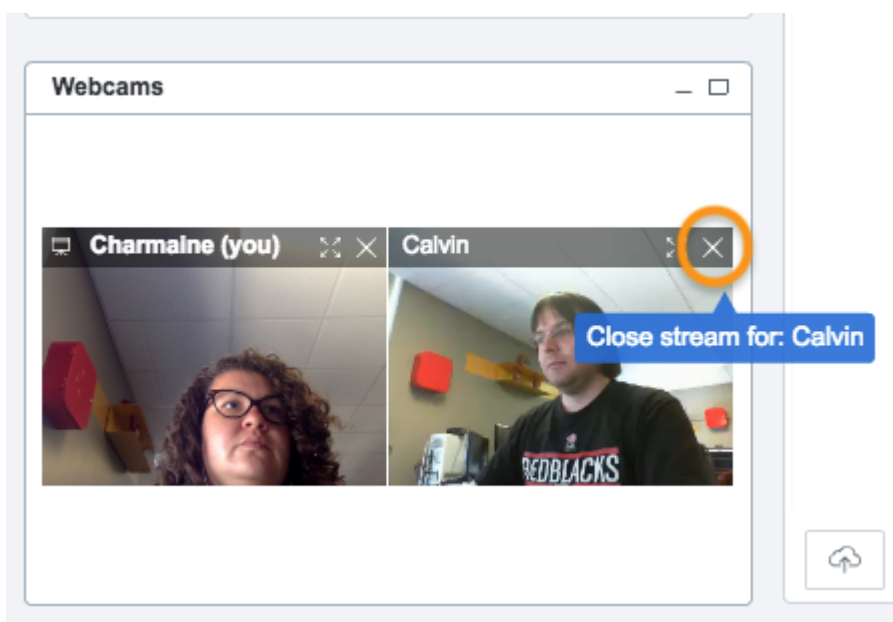 Webcams
Charmaine (you)
Calvin
Close stream for: Calvin
REDBLACKS